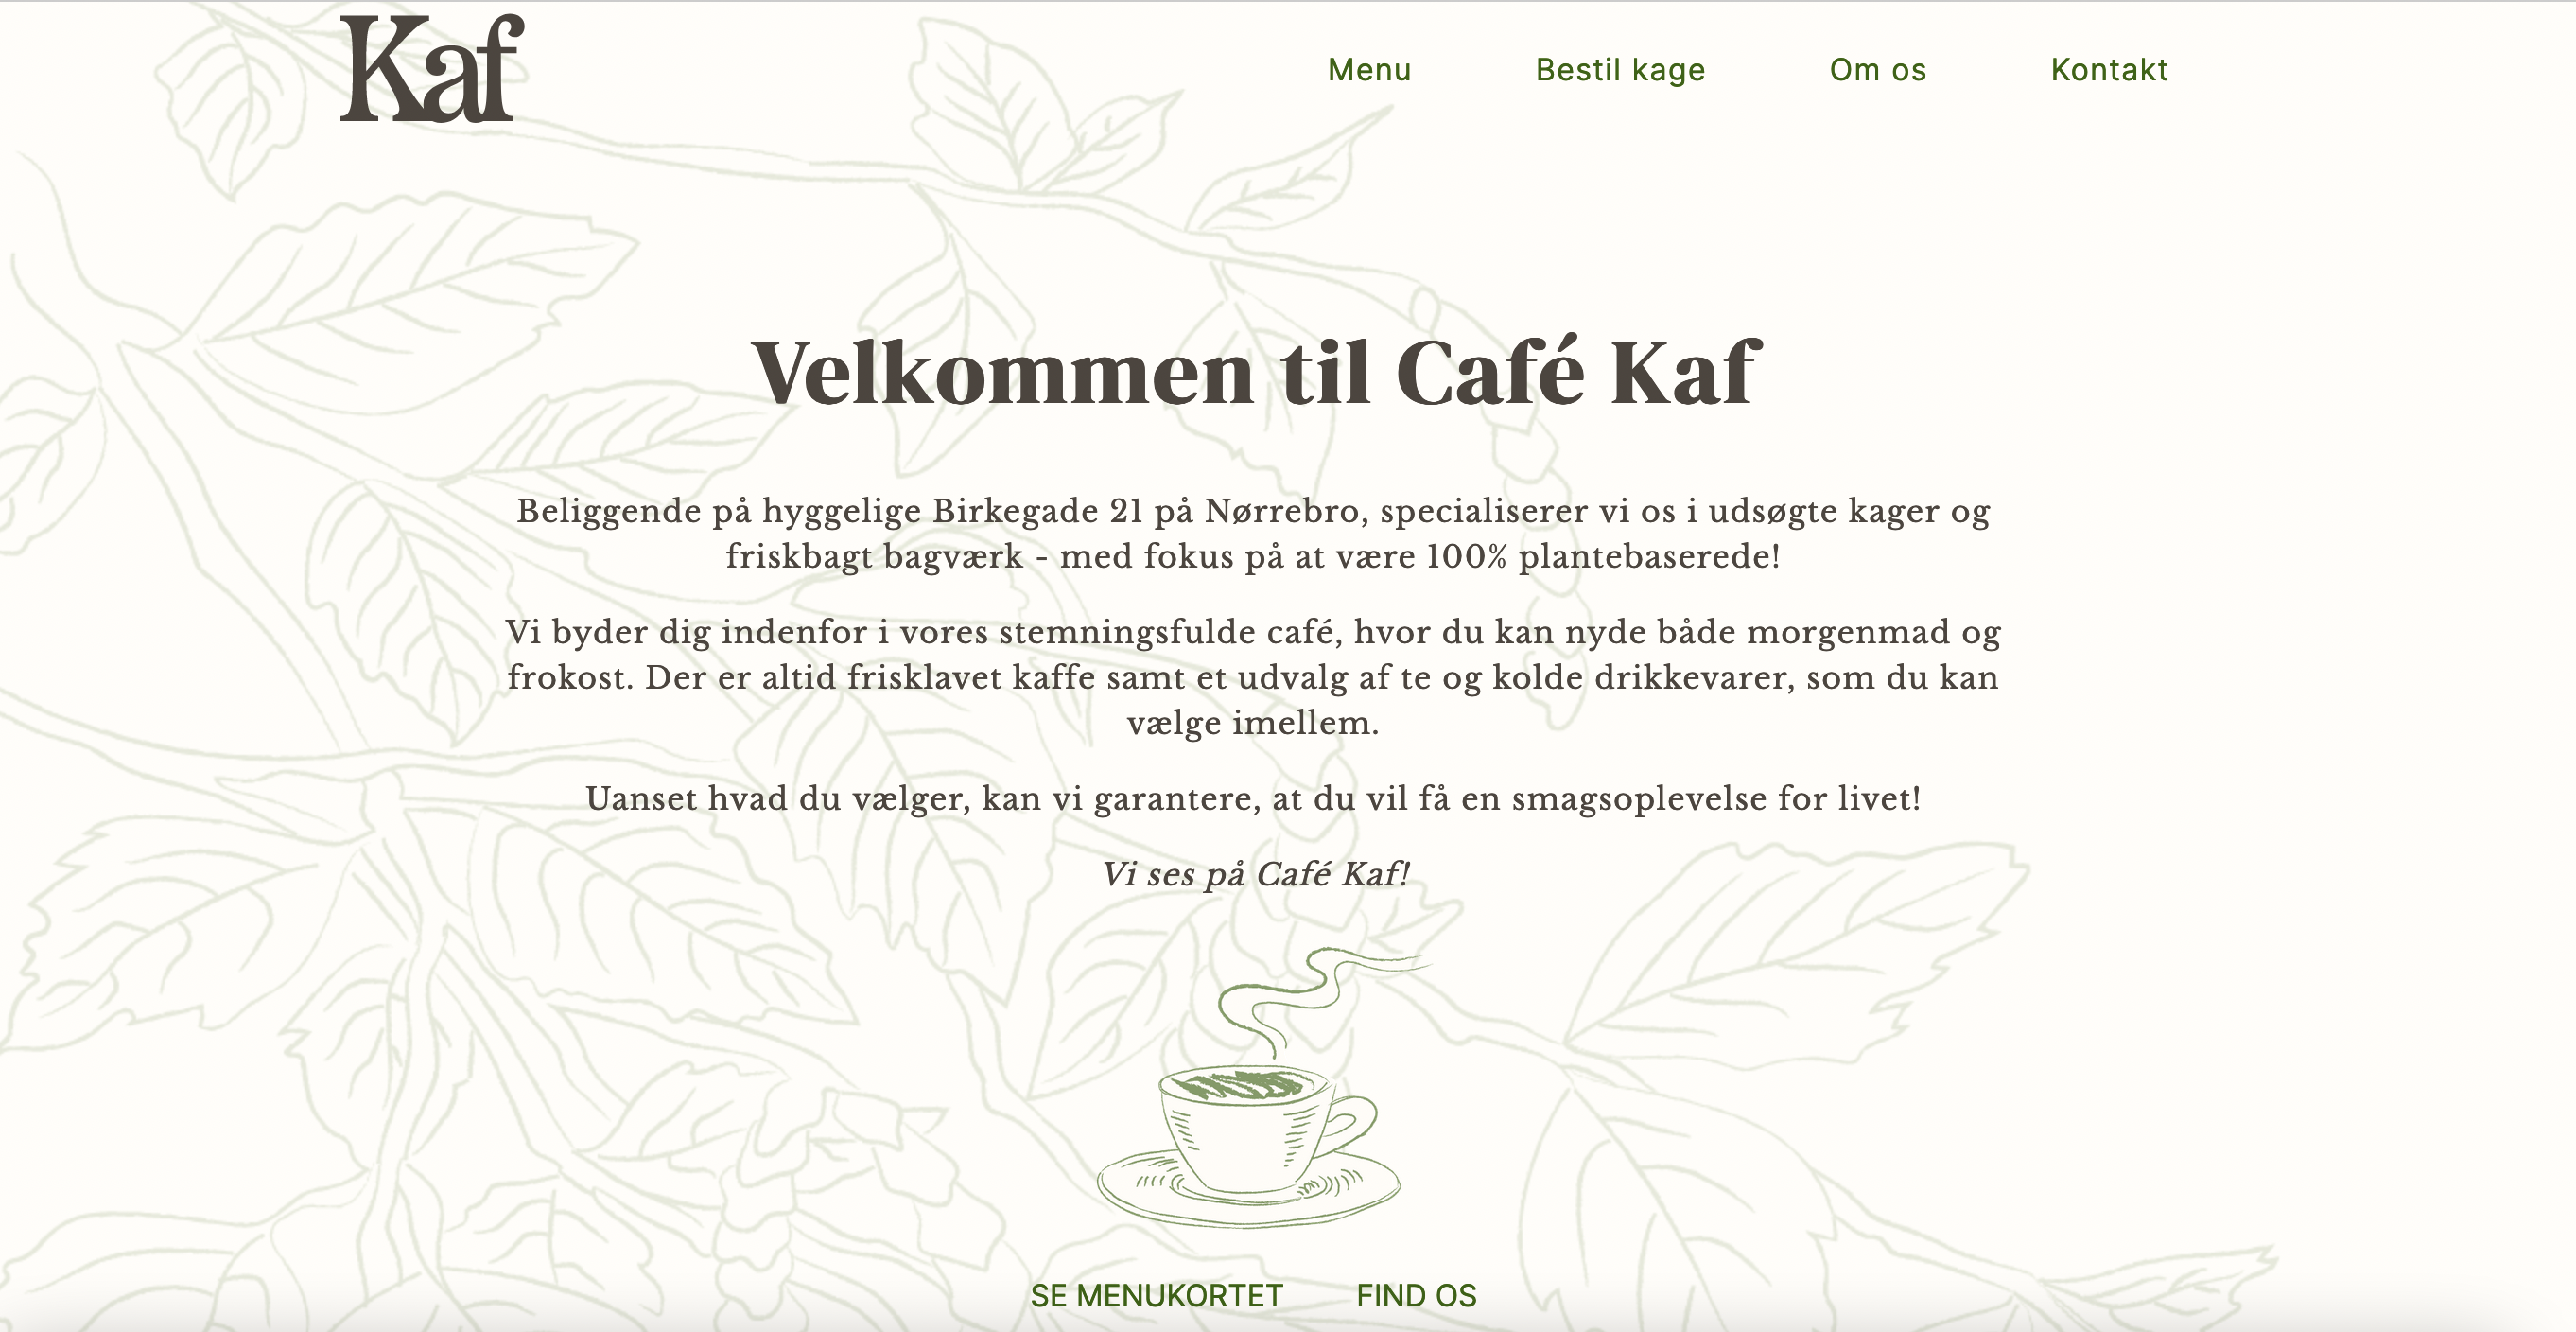 Kaf
Menu Bestil kage Om os Kontakt
Velkommen til Café Kaf
Beliggende på hyggelige Birkegade 21 på Nørrebro, specialiserer vi os i udsøgte kager og
friskbagt bagværk - med fokus på at være 100% plantebaserede!
Vi byder dig indenfor i vores stemningsfulde café, hvor du kan nyde både morgenmad og
frokost. Der er altid frisklavet kaffe samt et udvalg af te og kolde drikkevarer, som du kan
vælge imellem.
Uanset hvad du vælger, kan vi garantere, at du vil få en smagsoplevelse for livet!
Vi ses på Café Kaf!
SE MENUKORTET FIND OS